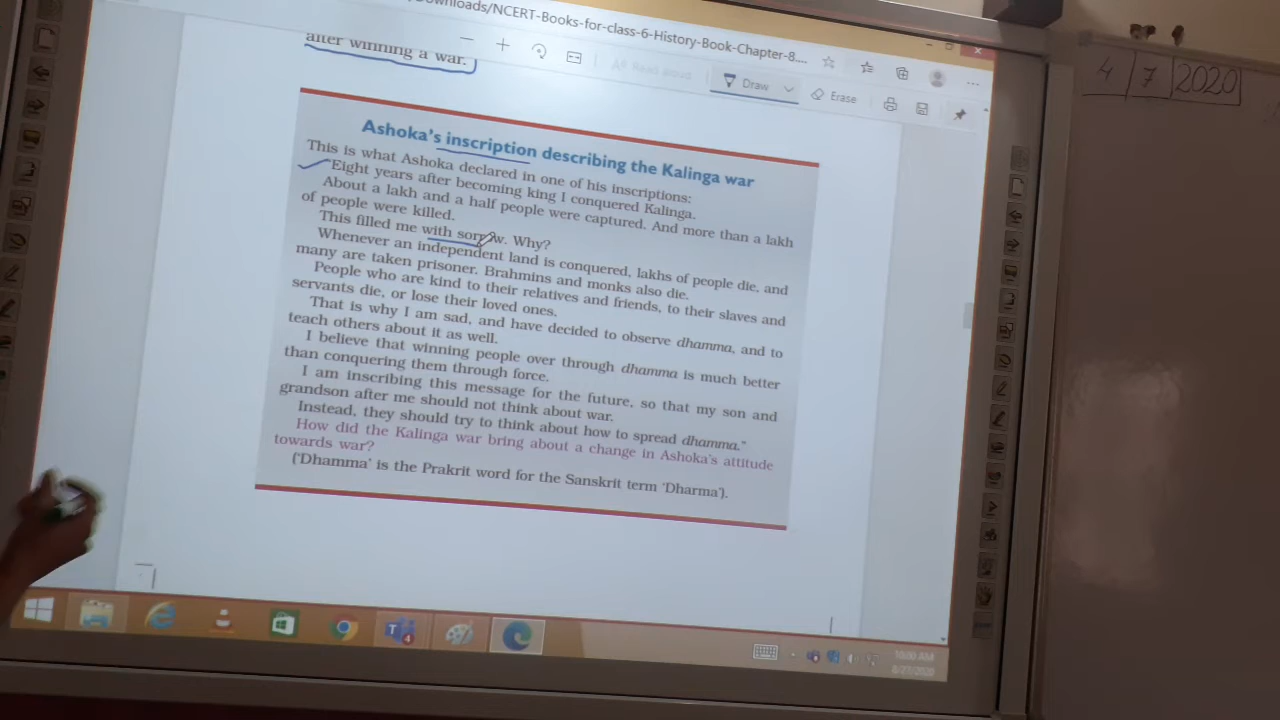 Downloads/NCERT-Books-for-class-6-History-Book-Chapter-8....
Read aloud
Draw
Erase
after winning a war.
4 7 2020
Ashoka's inscription describing the Kalinga war
This is what Ashoka declared in one of his inscriptions:
"Eight years after becoming king I conquered Kalinga.
About a lakh and a half people were captured. And more than a lakh
of people were killed.
This filled me with sorrow. Why?
Whenever an independent land is conquered, lakhs of people die, and
many are taken prisoner. Brahmins and monks also die.
People who are kind to their relatives and friends, to their slaves and
servants die, or lose their loved ones.
That is why I am sad, and have decided to observe dhamma, and to
teach others about it as well.
I believe that winning people over through dhamma is much better
than conquering them through force.
I am inscribing this message for the future, so that my son and
grandson after me should not think about war.
Instead, they should try to think about how to spread dhamma."
How did the Kalinga war bring about a change in Ashoka's attitude
towards war?
('Dhamma' is the Prakrit word for the Sanskrit term 'Dharma').
10:00 AM
8/27/2020